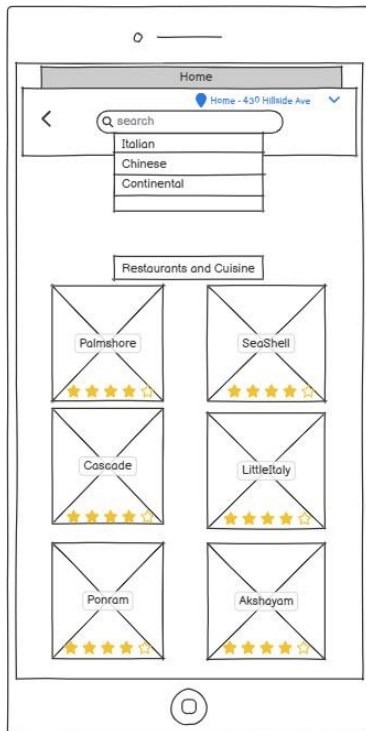 Home
Home - 430 Hillside Ave
search
Italian
Chinese
Continental
Restaurants and Cuisine
Palmshore
SeaShell
Cascade
LittleItaly
Ponram
Akshayam